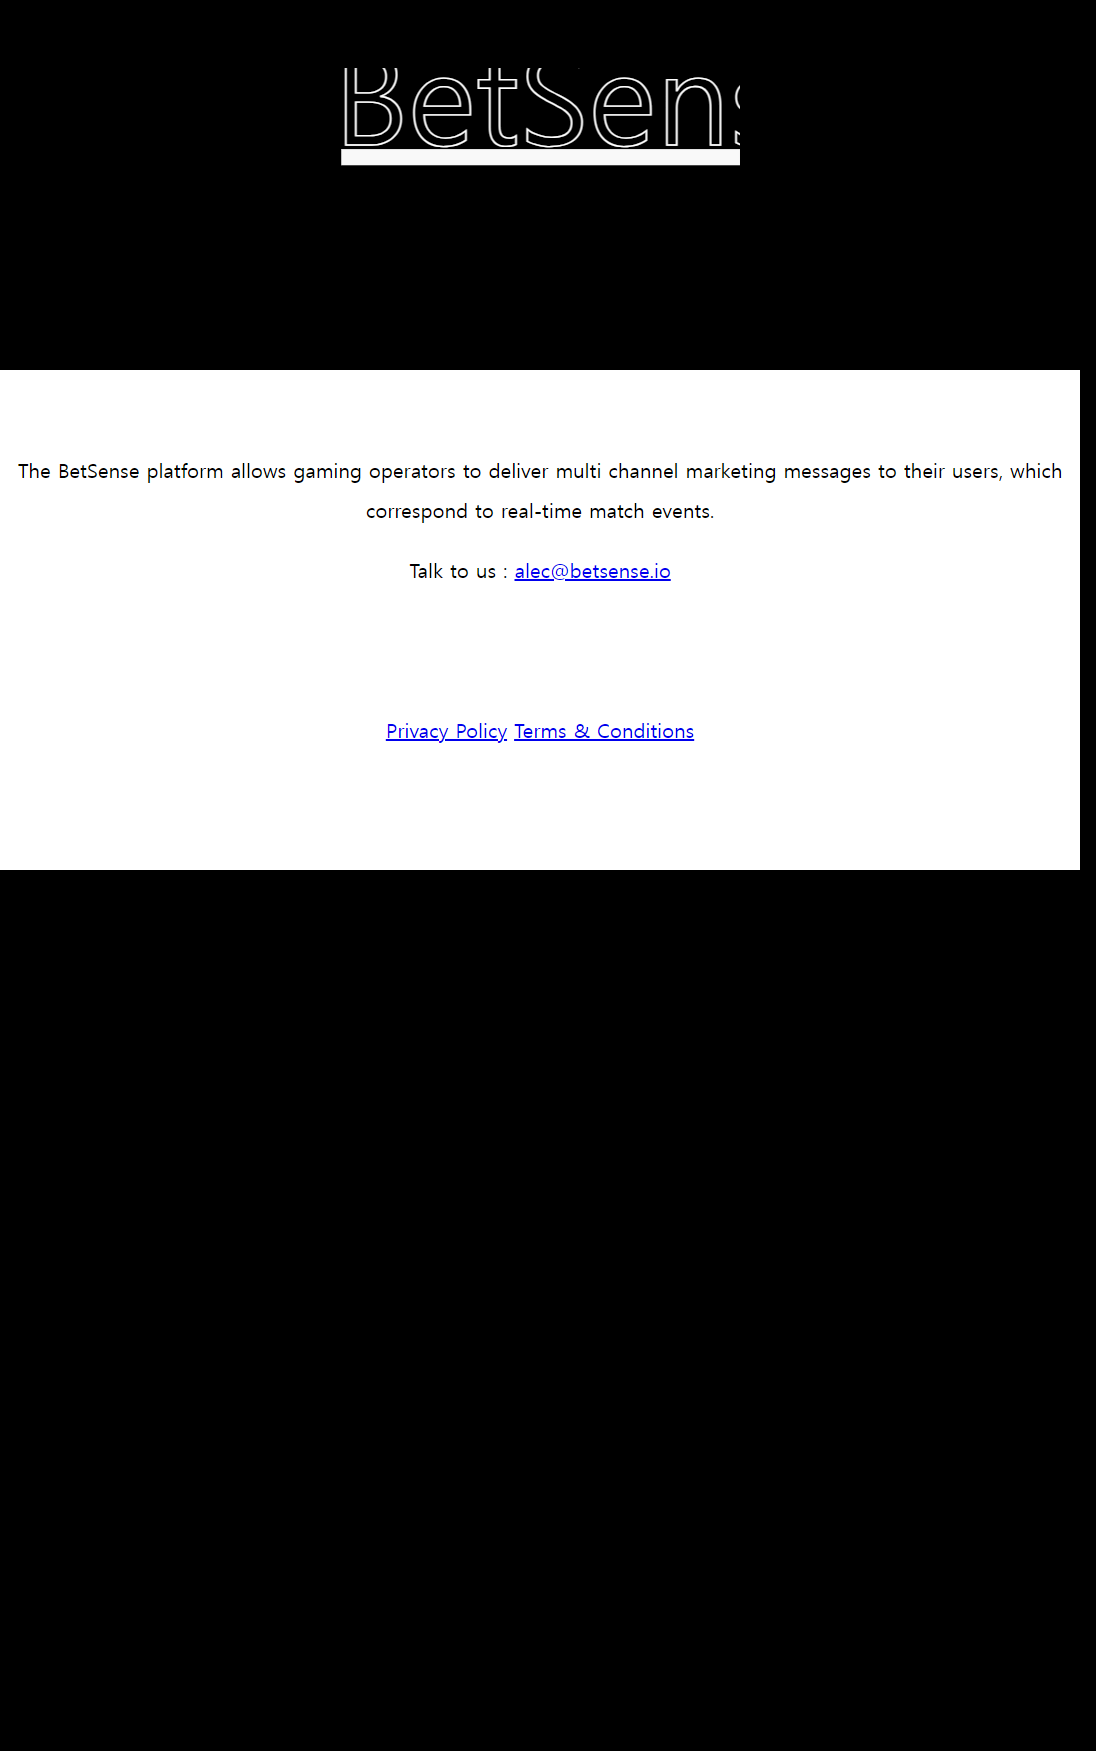 BetSens
The BetSense platform allows gaming operators to deliver multi channel marketing messages to their users, which
correspond to real-time match events.
Talk to us : alec@betsense.io
Privacy Policy Terms & Conditions